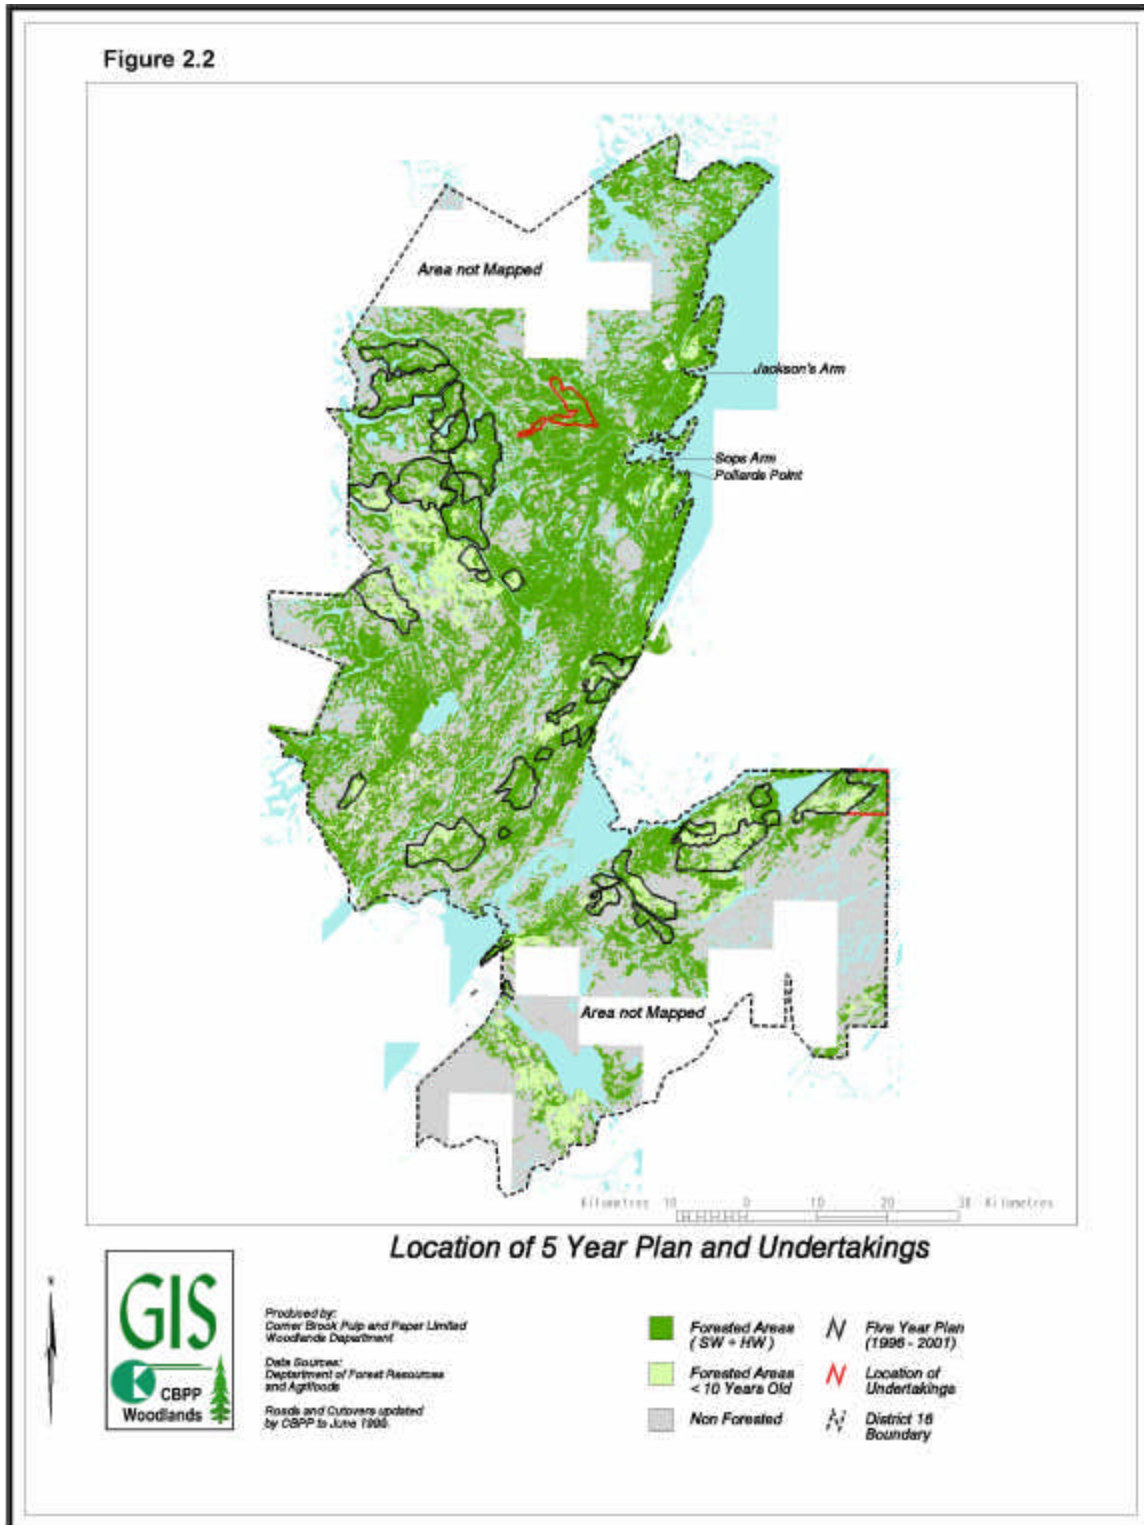 Figure 2.2
Area not Mapped
Jackson's Arm
Sops Arm
Pollards Point
Area not Mapped
Kilometres 10 0 10 20 30 Kilometres
Location of 5 Year Plan and Undertakings
GIS
CBPP
Woodlands
Produced by:
Corner Brook Pulp and Paper Limited
Woodlands Department
Data Sources:
Department of Forest Resources
and Agrifoods
Roads and Cutovers updated
by CBPP to June
Forested Areas
( SW + HW )
Forested Areas
< 10 Years Old
Non Forested
Five Year Plan
(1996 - 2001)
Location of
Undertakings
District 16
Boundary